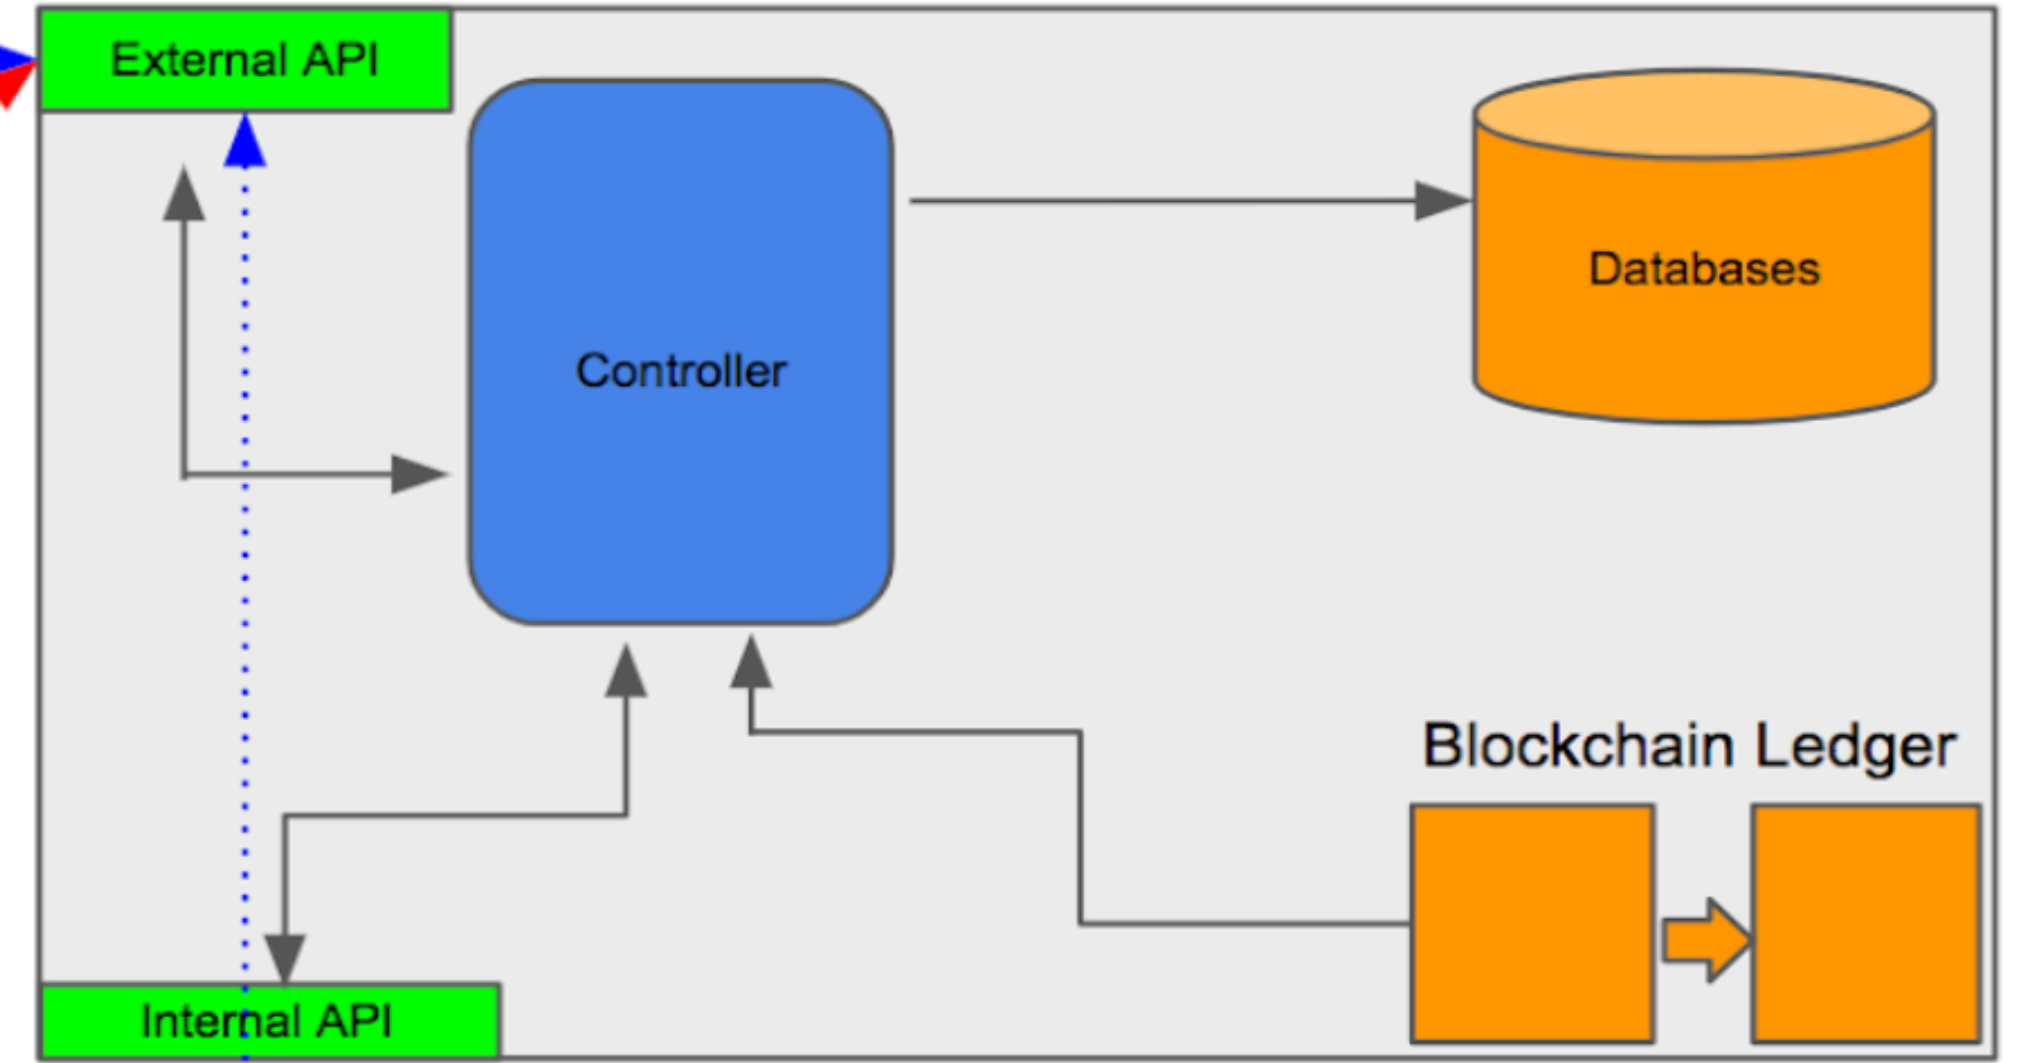 External API
Controller
Databases
Blockchain Ledger
Internal API